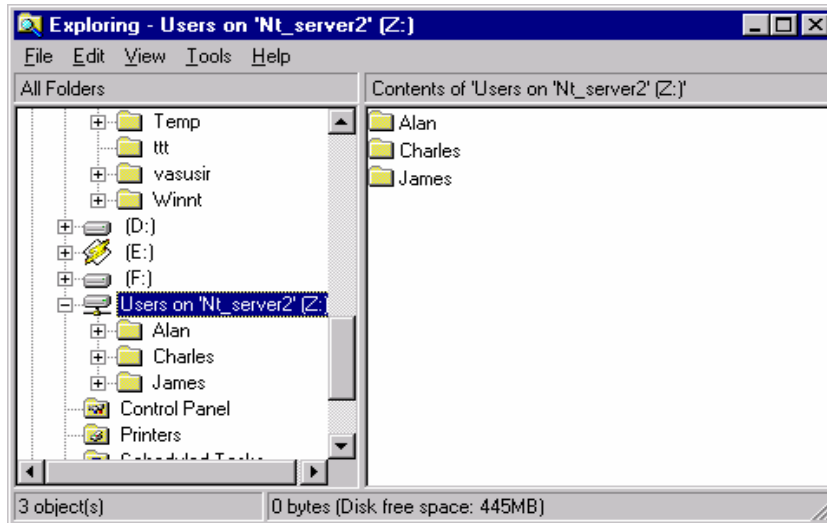 Exploring - Users on 'Nt_server2' (Z:)
File Edit View Tools Help
All Folders
Contents of 'Users on 'Nt_server2' (Z:)'
Temp
ttt
vasusir
Winnt
(D:)
(E:)
(F:)
Users on 'Nt_server2' (Z:
Alan
Charles
James
Control Panel
Printers
Scheduled Tasks
Alan
Charles
James
3 object(s)
0 bytes (Disk free space: 445MB)